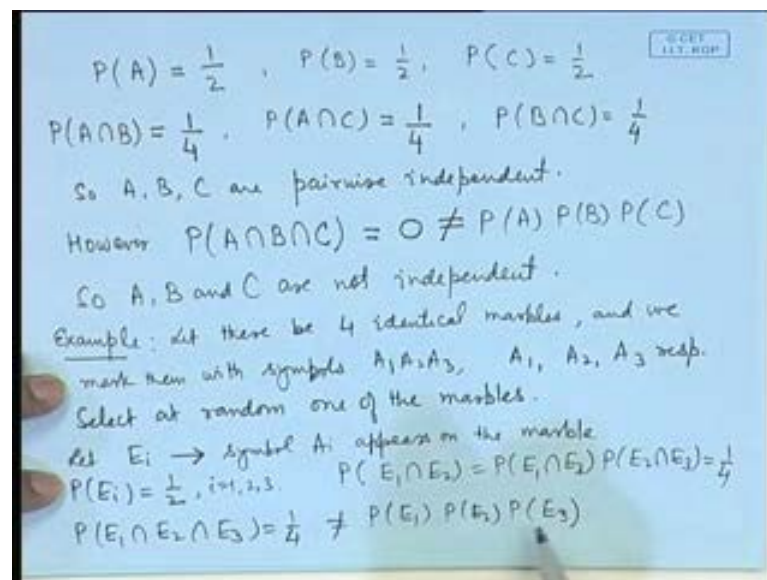 © CET
I.I.T. KGP
P(A) = 1/2 , P(B) = 1/2 , P(C) = 1/2
P(A∩B) = 1/4 , P(A∩C) = 1/4 , P(B∩C) = 1/4
So A, B, C are pairwise independent.
However P(A∩B∩C) = 0 ≠ P(A) P(B) P(C)
So A, B and C are not independent.
Example: Let there be 4 identical marbles, and we
mark them with symbols A₁A₂A₃, A₁, A₂, A₃ resp.
Select at random one of the marbles.
Let Eᵢ → symbol Aᵢ appears on the marble
P(Eᵢ) = 1/2 , i=1,2,3. P(E₁∩E₂) = P(E₁∩E₃) P(E₂∩E₃) = 1/4
P(E₁∩E₂∩E₃) = 1/4 ≠ P(E₁) P(E₂) P(E₃)